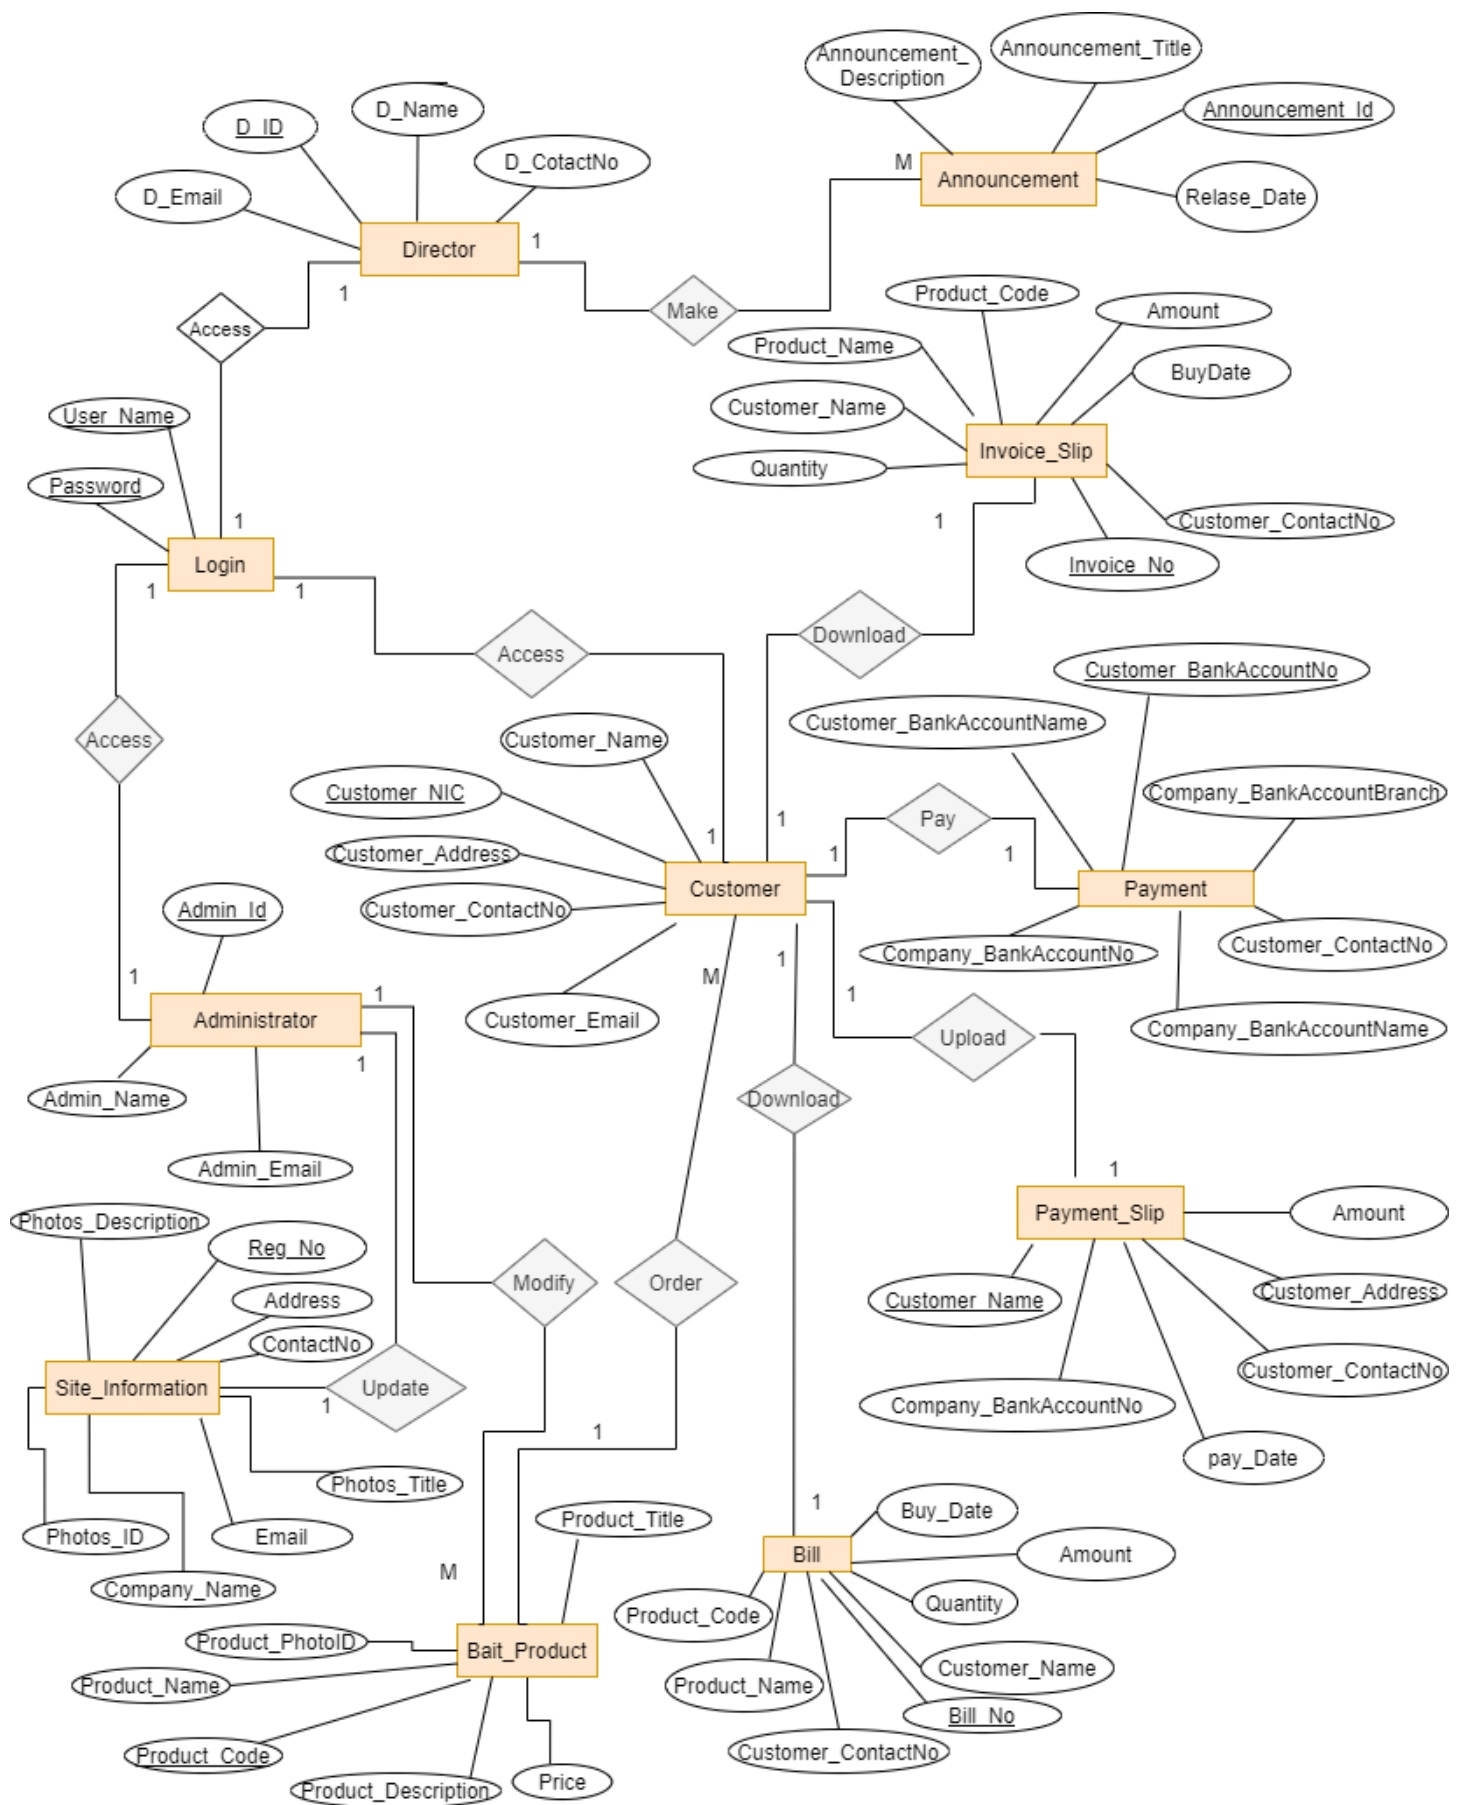 Announcement_
Description
Announcement_Title
Announcement_Id
D_Name
D_ID
D_CotactNo
M
Announcement
D_Email
Relase_Date
1
Director
1
Make
Access
Product_Code
Amount
Product_Name
BuyDate
Customer_Name
User_Name
Invoice_Slip
Quantity
Password
1
1
Customer_ContactNo
Login
Invoice_No
1
1
Download
Access
Customer_BankAccountNo
Customer_BankAccountName
Access
Customer_Name
Customer_NIC
Company_BankAccountBranch
Pay
1
1
1
1
Customer_Address
Customer
Payment
Admin_Id
Customer_ContactNo
Customer_ContactNo
Company_BankAccountNo
1
M
1
1
1
Administrator
Customer_Email
Company_BankAccountName
Upload
1
Admin_Name
Download
Admin_Email
1
Photos_Description
Payment_Slip
Amount
Reg_No
Modify
Order
Customer_Address
Address
Customer_Name
ContactNo
Customer_ContactNo
Site_Information
1
Update
Company_BankAccountNo
1
pay_Date
Photos_Title
1
Buy_Date
Product_Title
Photos_ID
Email
Bill
Amount
M
Company_Name
Quantity
Product_Code
Product_PhotoID
Bait_Product
Customer_Name
Product_Name
Product_Name
Bill_No
Product_Code
Customer_ContactNo
Price
Product_Description